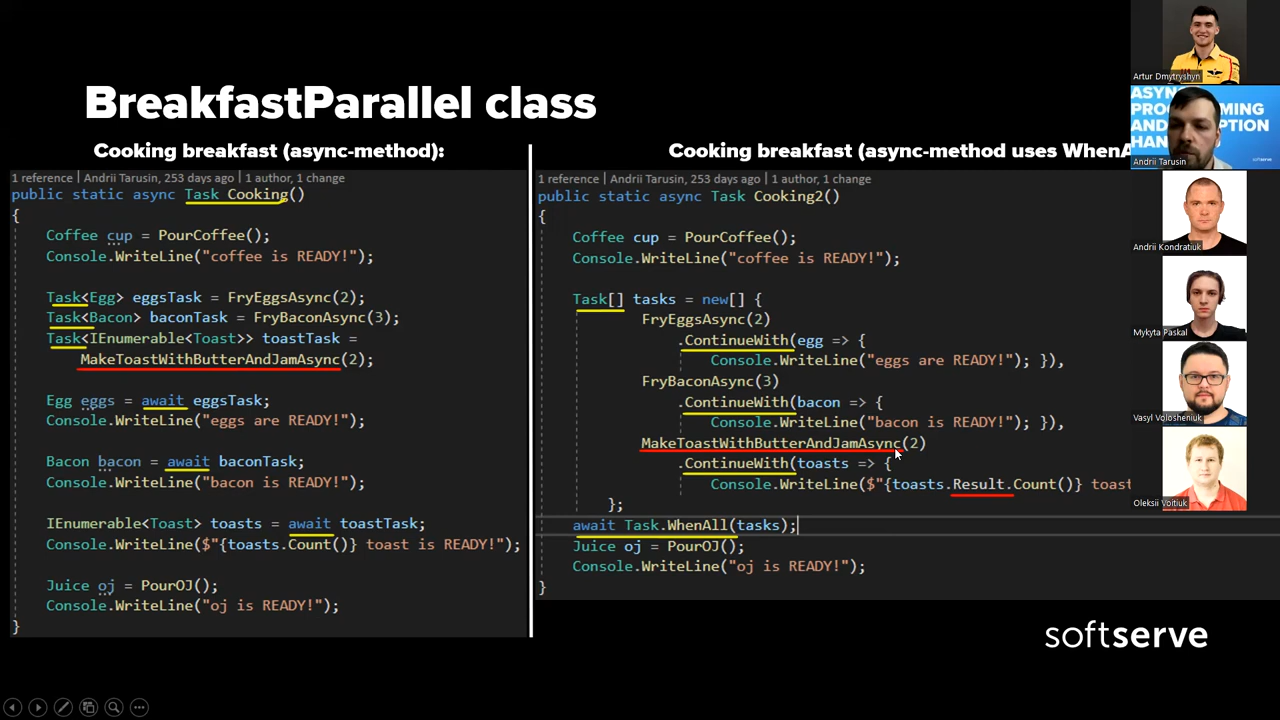 BreakfastParallel class
Cooking breakfast (async-method):
1 reference | Andrii Tarusin, 253 days ago | 1 author, 1 change
public static async Task Cooking()
{
Coffee cup = PourCoffee();
Console.WriteLine("coffee is READY!");
Task<Egg> eggsTask = FryEggsAsync(2);
Task<Bacon> baconTask = FryBaconAsync(3);
Task<IEnumerable<Toast>> toastTask =
MakeToastWithButterAndJamAsync(2);
Egg eggs = await eggsTask;
Console.WriteLine("eggs are READY!");
Bacon bacon = await baconTask;
Console.WriteLine("bacon is READY!");
IEnumerable<Toast> toasts = await toastTask;
Console.WriteLine($"{toasts.Count()} toast is READY!");
Juice oj = PourOJ();
Console.WriteLine("oj is READY!");
}
Cooking breakfast (async-method uses WhenA
1 reference | Andrii Tarusin, 253 days ago | 1 author, 1 change
public static async Task Cooking2()
{
Coffee cup = PourCoffee();
Console.WriteLine("coffee is READY!");
Task[] tasks = new[] {
FryEggsAsync(2)
.ContinueWith(egg => {
Console.WriteLine("eggs are READY!"); }),
FryBaconAsync(3)
.ContinueWith(bacon => {
Console.WriteLine("bacon is READY!"); }),
MakeToastWithButterAndJamAsync(2)
.ContinueWith(toasts => {
Console.WriteLine($"{toasts.Result.Count()} toast
};
await Task.WhenAll(tasks);
Juice oj = PourOJ();
Console.WriteLine("oj is READY!");
}
softserve
Artur Dmytryshyn
Andrii Tarusin
softserve
Andrii Kondratiuk
Mykyta Paskal
Vasyl Volosheniuk
Oleksii Voitiuk